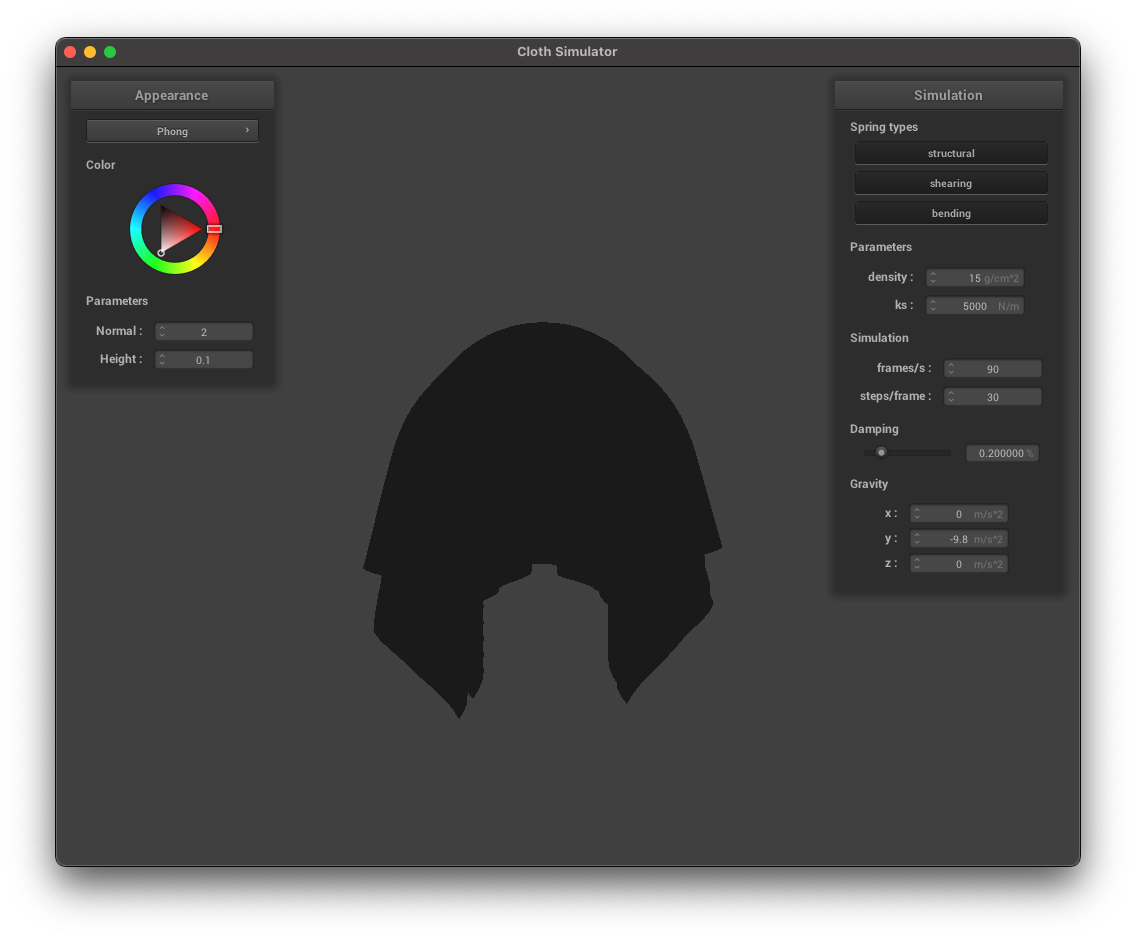 Cloth Simulator
Appearance
Phong ›
Color
Parameters
Normal : 2
Height : 0.1
Simulation
Spring types
structural
shearing
bending
Parameters
density : 15 g/cm^2
ks : 5000 N/m
Simulation
frames/s : 90
steps/frame : 30
Damping
0.200000 %
Gravity
x : 0 m/s^2
y : -9.8 m/s^2
z : 0 m/s^2